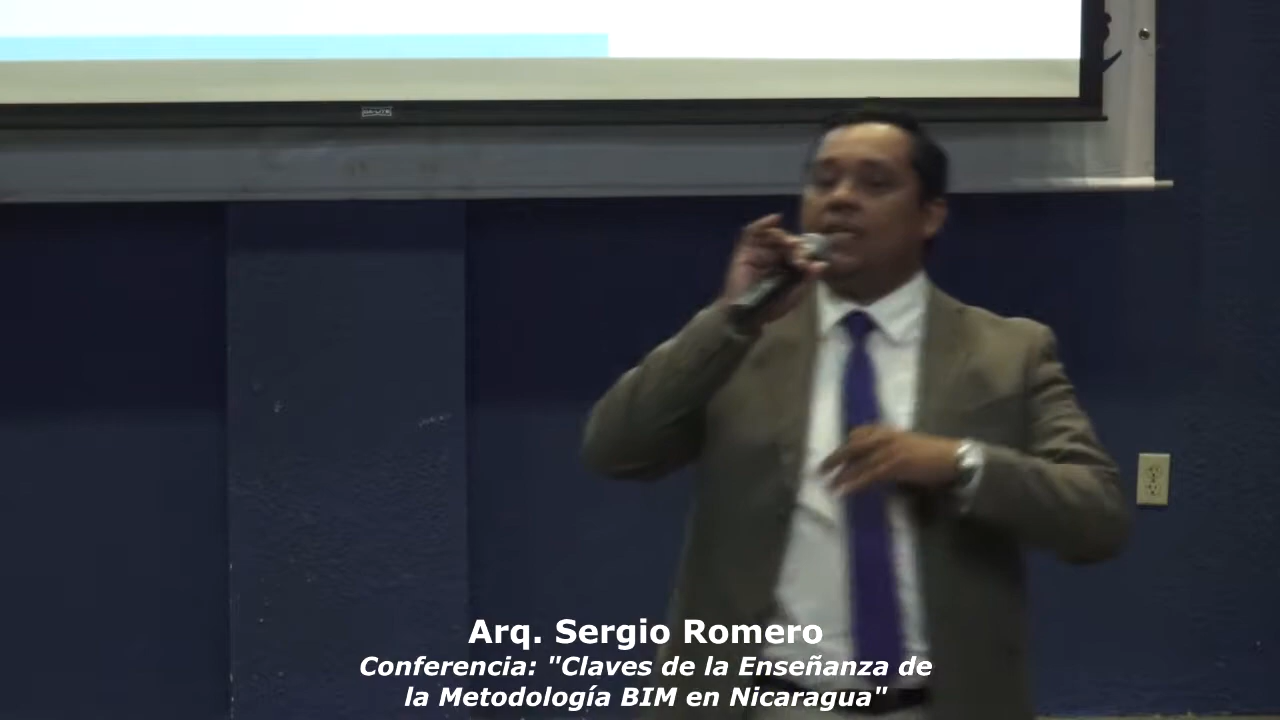 Arq. Sergio Romero
Conferencia: "Claves de la Enseñanza de
la Metodología BIM en Nicaragua"